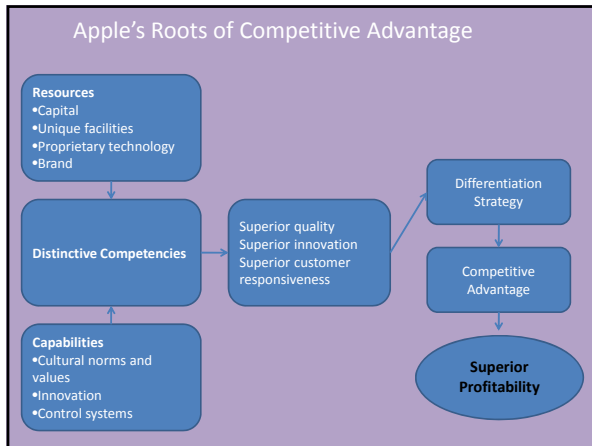 Apple's Roots of Competitive Advantage
Resources
•Capital
•Unique facilities
•Proprietary technology
•Brand
Distinctive Competencies
Capabilities
•Cultural norms and
values
•Innovation
•Control systems
Superior quality
Superior innovation
Superior customer
responsiveness
Differentiation
Strategy
Competitive
Advantage
Superior
Profitability